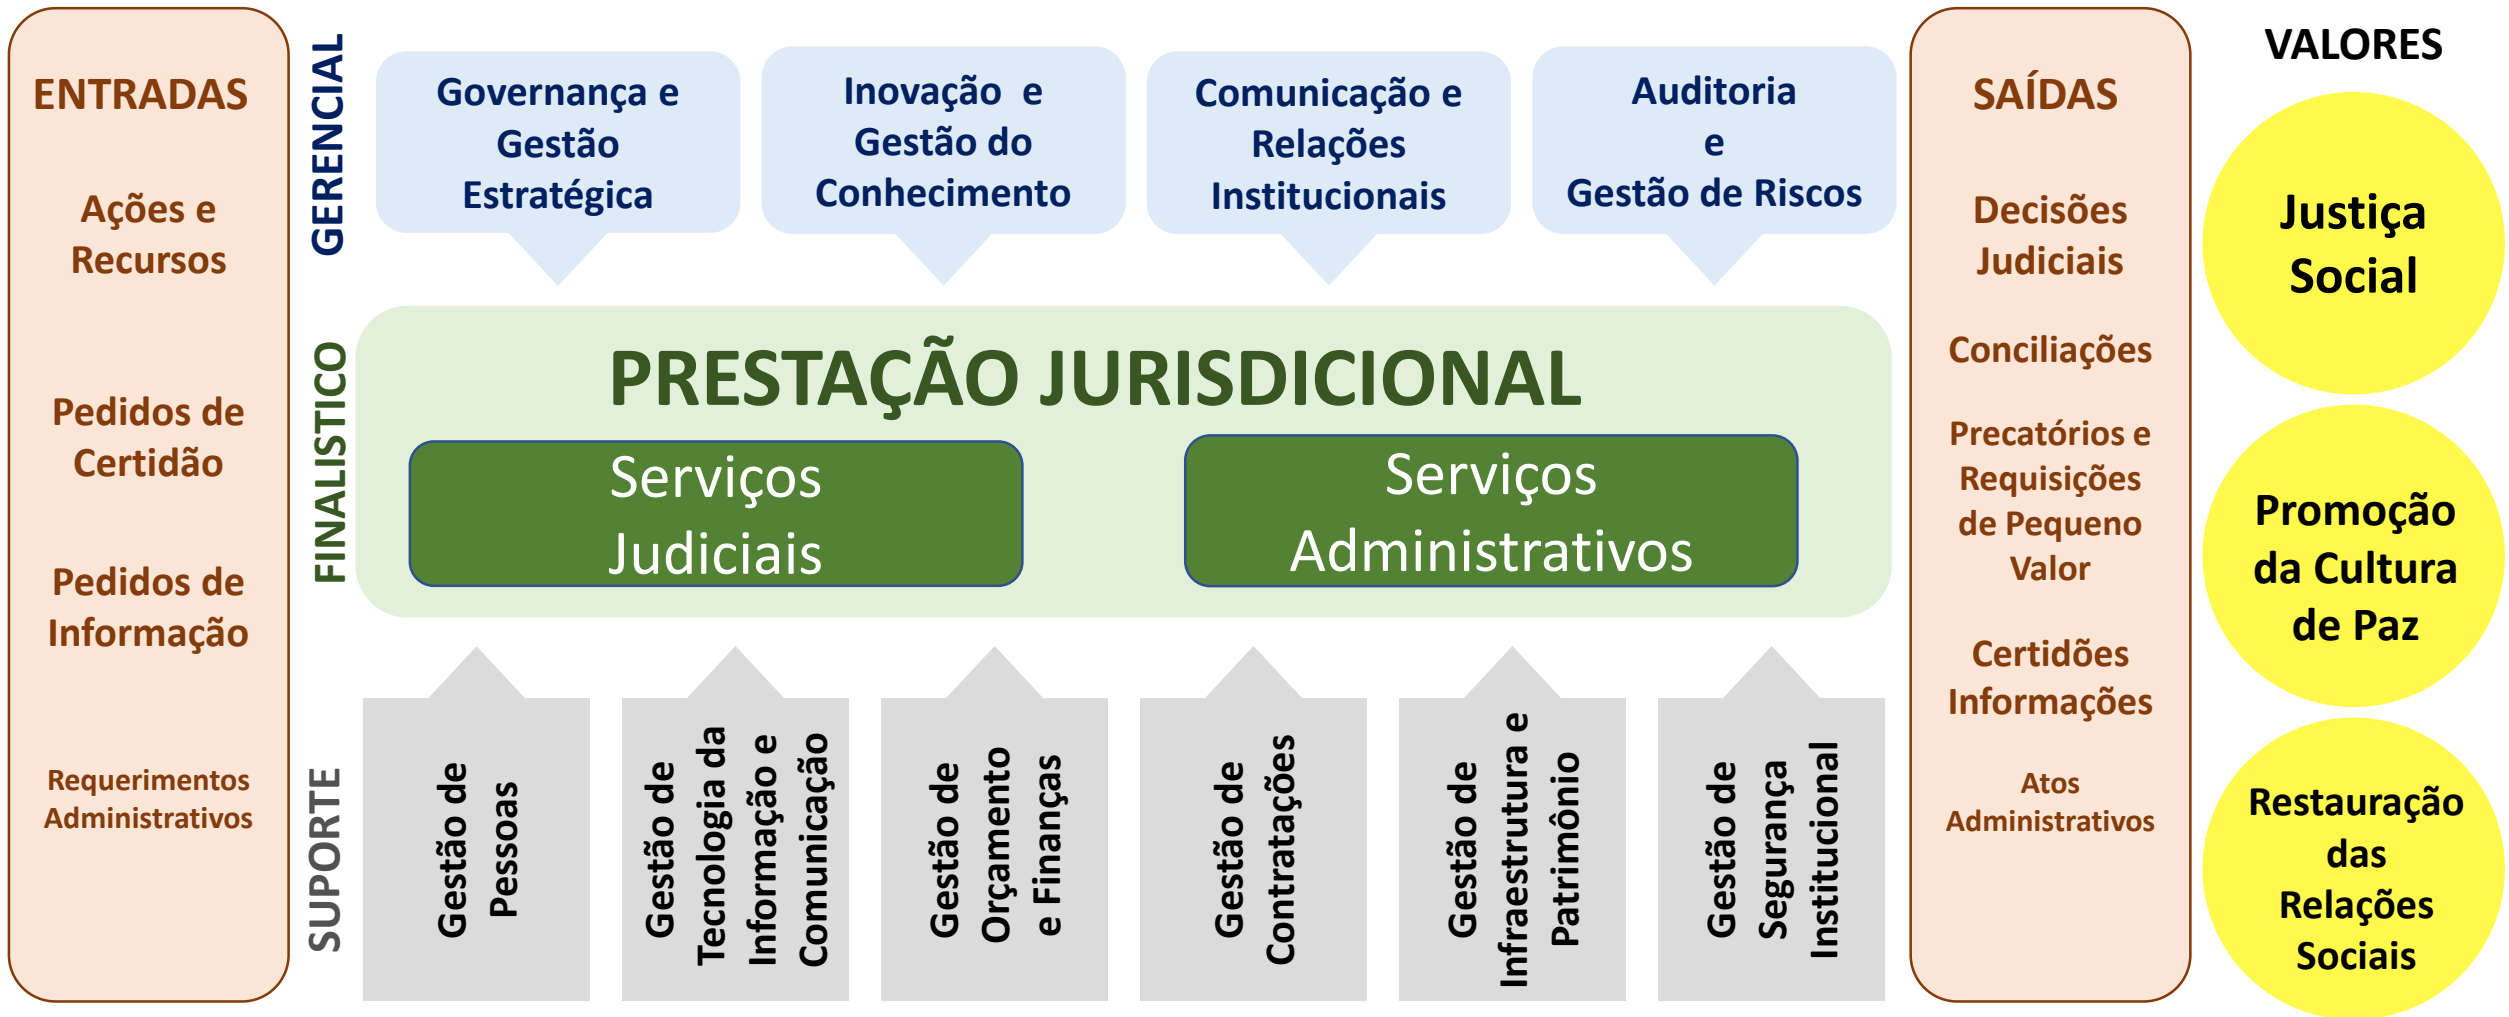 ENTRADAS
Ações e
Recursos
Pedidos de
Certidão
Pedidos de
Informação
Requerimentos
Administrativos
GERENCIAL
Governança e
Gestão
Estratégica
Inovação e
Gestão do
Conhecimento
Comunicação e
Relações
Institucionais
Auditoria
e
Gestão de Riscos
FINALISTICO
PRESTAÇÃO JURISDICIONAL
Serviços
Judiciais
Serviços
Administrativos
SUPORTE
Gestão de
Pessoas
Gestão de
Tecnologia da
Informação e
Comunicação
Gestão de
Orçamento
e Finanças
Gestão de
Contratações
Gestão de
Infraestrutura e
Patrimônio
Gestão de
Segurança
Institucional
SAÍDAS
Decisões
Judiciais
Conciliações
Precatórios e
Requisições
de Pequeno
Valor
Certidões
Informações
Atos
Administrativos
VALORES
Justiça
Social
Promoção
da Cultura
de Paz
Restauração
das
Relações
Sociais